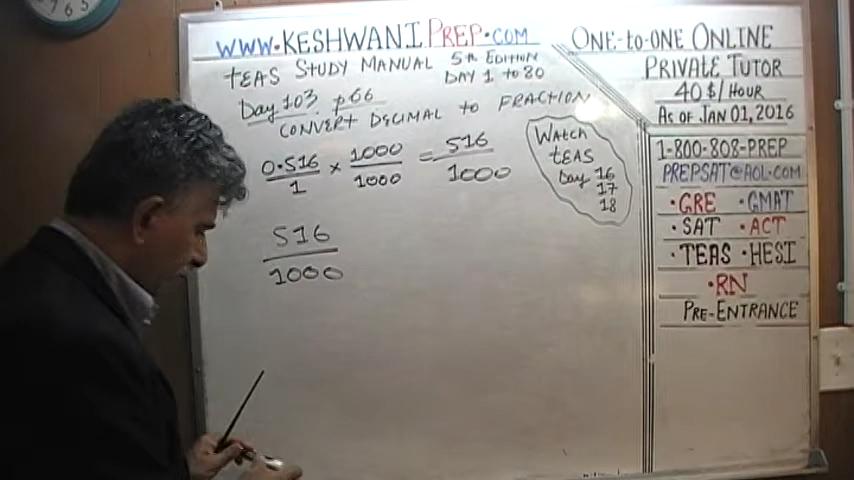 www.KESHWANIPREP.COM
TEAS STUDY MANUAL 5th EDITION
DAY 1 to 80
Day 103. p66
CONVERT DECIMAL to FRACTION
0.516/1 × 1000/1000 = 516/1000
516/1000
Watch
TEAS
Day 16
17
18
ONE-to-ONE ONLINE
PRIVATE TUTOR
40$/HOUR
AS OF JAN 01, 2016
1-800-808-PREP
PREPSAT@AOL.COM
•GRE •GMAT
•SAT •ACT
•TEAS •HESI
•RN
PRE-ENTRANCE
7 6 5